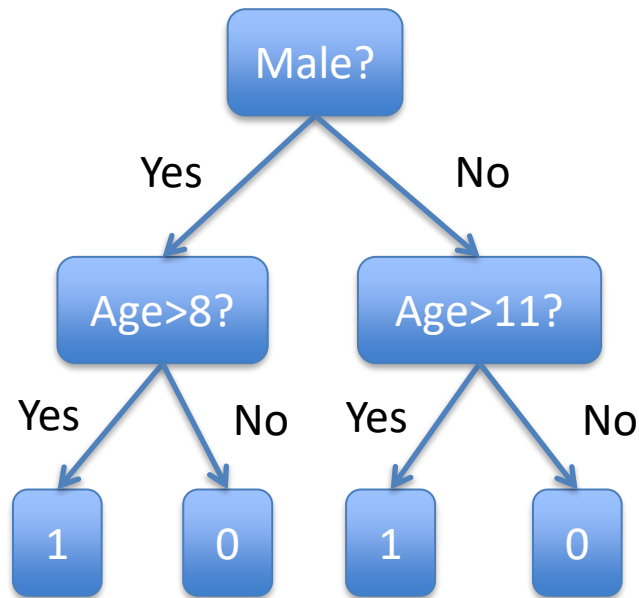 Male?
Yes
No
Age>8?
Age>11?
Yes
No
Yes
No
1
0
1
0